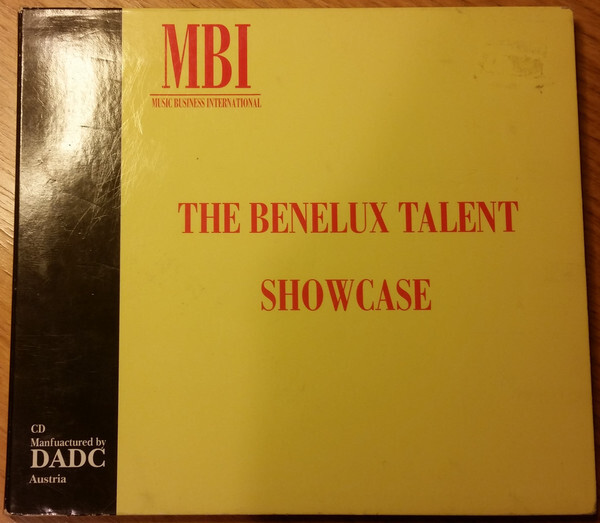 MBI
MUSIC BUSINESS INTERNATIONAL
THE BENELUX TALENT
SHOWCASE
CD
Manfuactured by
DADC
Austria